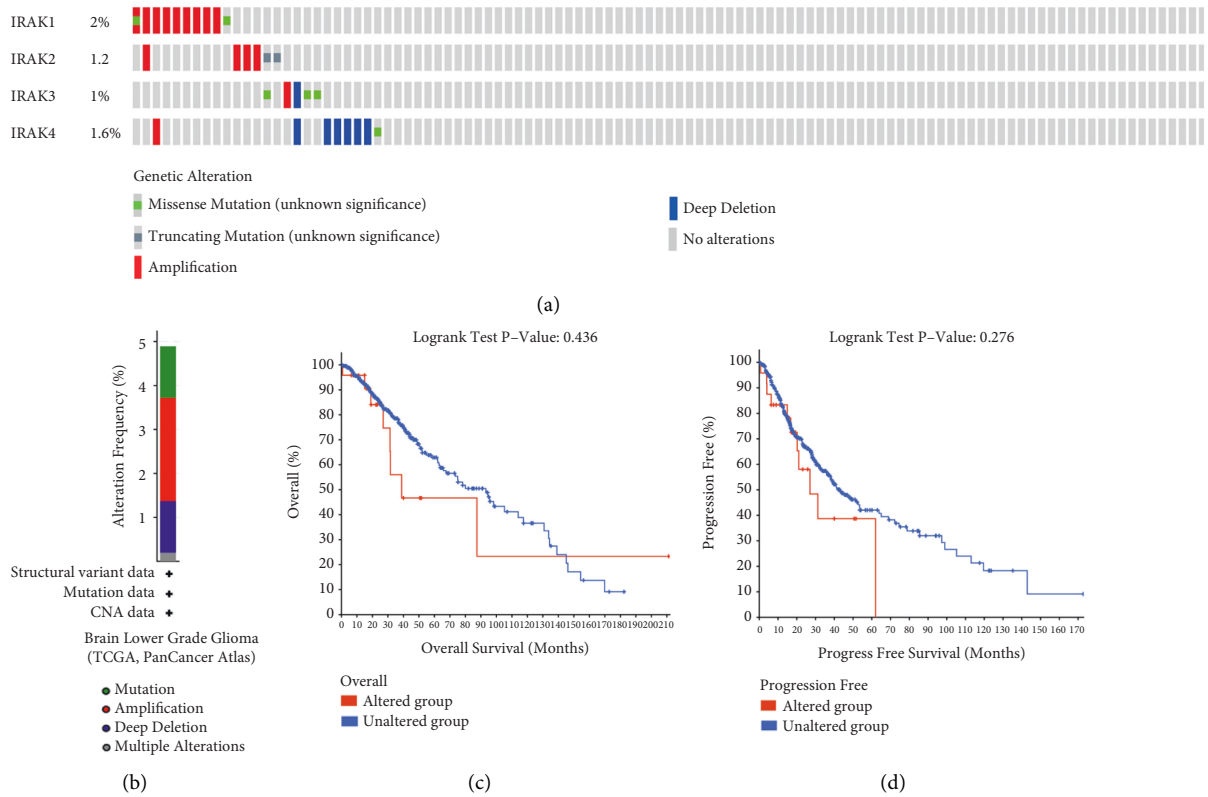 IRAK1 2%
IRAK2 1.2
IRAK3 1%
IRAK4 1.6%
Genetic Alteration
Missense Mutation (unknown significance)
Truncating Mutation (unknown significance)
Amplification
Deep Deletion
No alterations
(a)
5
4
3
2
1
Alteration Frequency (%)
Structural variant data
Mutation data
CNA data
Brain Lower Grade Glioma
(TCGA, PanCancer Atlas)
Mutation
Amplification
Deep Deletion
Multiple Alterations
(b)
Logrank Test P–Value: 0.436
100
90
80
70
60
50
40
30
20
10
0
Overall (%)
0 10 20 30 40 50 60 70 80 90 100 110 120 130 140 150 160 170 180 190 200 210
Overall Survival (Months)
Overall
Altered group
Unaltered group
(c)
Logrank Test P–Value: 0.276
100
90
80
70
60
50
40
30
20
10
0
Progression Free (%)
0 10 20 30 40 50 60 70 80 90 100 110 120 130 140 150 160 170
Progress Free Survival (Months)
Progression Free
Altered group
Unaltered group
(d)